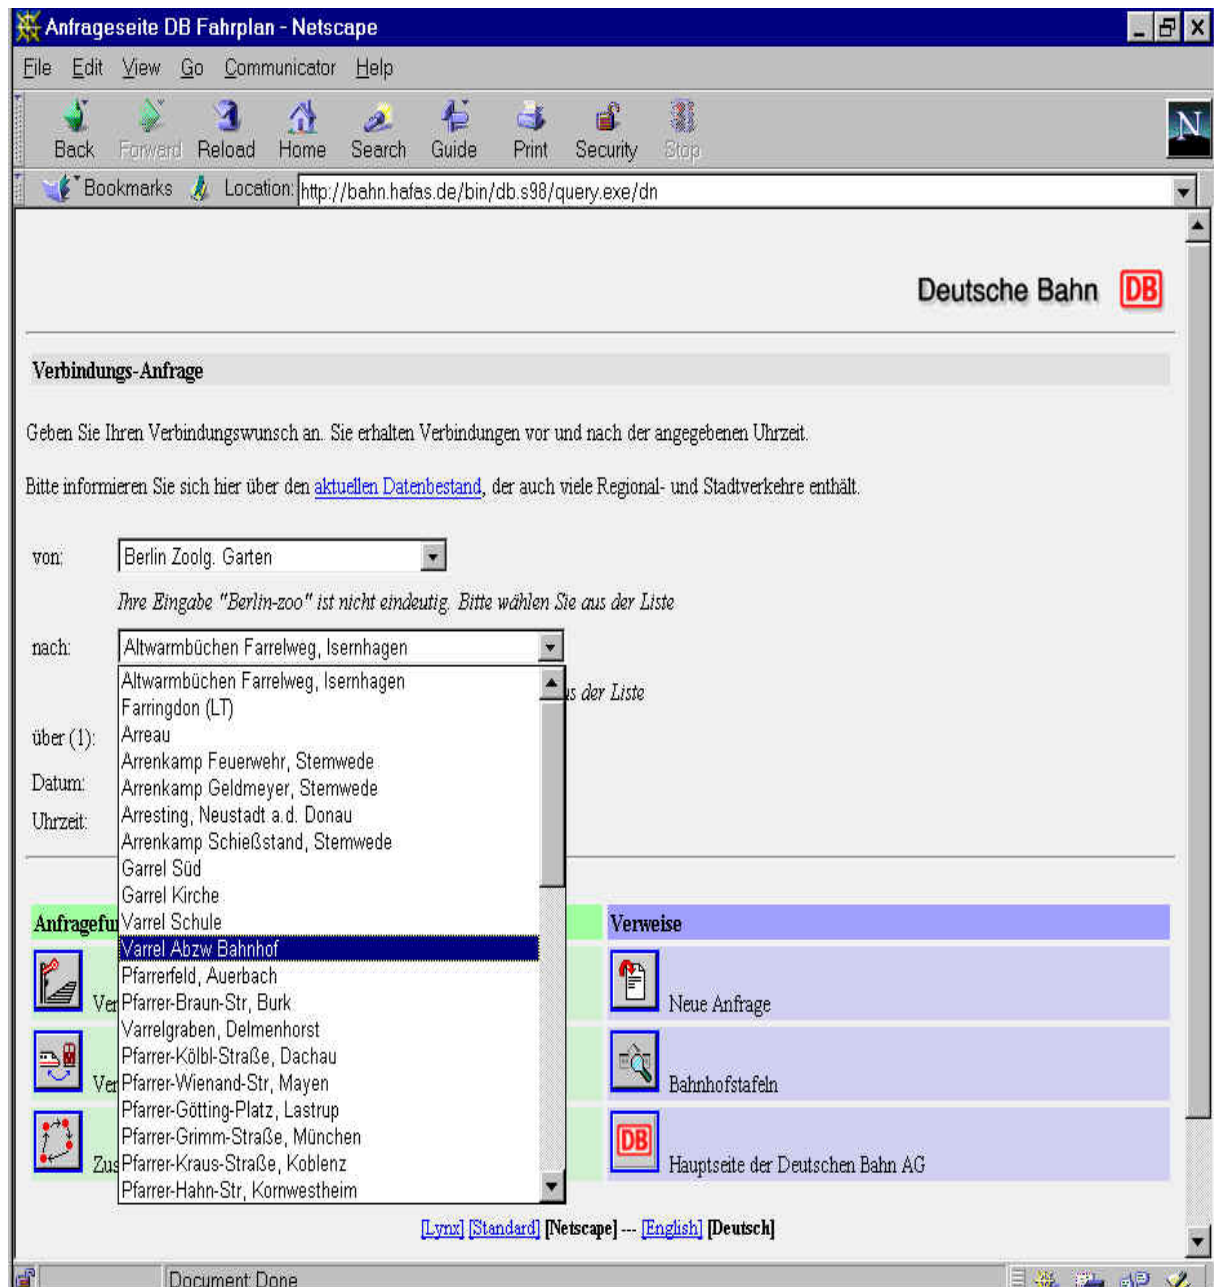 Anfrageseite DB Fahrplan - Netscape
File Edit View Go Communicator Help
Back Forward Reload Home Search Guide Print Security Stop
N
Bookmarks Location: http://bahn.hafas.de/bin/db.s98/query.exe/dn
Deutsche Bahn DB
Verbindungs-Anfrage
Geben Sie Ihren Verbindungswunsch an. Sie erhalten Verbindungen vor und nach der angegebenen Uhrzeit.
Bitte informieren Sie sich hier über den aktuellen Datenbestand, der auch viele Regional- und Stadtverkehre enthält.
von: Berlin Zoolg. Garten
Ihre Eingabe "Berlin-zoo" ist nicht eindeutig. Bitte wählen Sie aus der Liste
nach: Altwarmbüchen Farrelweg, Isernhagen
Altwarmbüchen Farrelweg, Isernhagen
us der Liste
Farringdon (LT)
über (1): Arreau
Arrenkamp Feuerwehr, Stemwede
Datum: Arrenkamp Geldmeyer, Stemwede
Uhrzeit: Arresting, Neustadt a.d. Donau
Arrenkamp Schießstand, Stemwede
Garrel Süd
Garrel Kirche
Anfragefu Varrel Schule Verweise
Varrel Abzw Bahnhof
Pfarrerfeld, Auerbach
Ver Pfarrer-Braun-Str, Burk Neue Anfrage
Varrelgraben, Delmenhorst
Pfarrer-Kölbl-Straße, Dachau
Ver Pfarrer-Wienand-Str, Mayen Bahnhofstafeln
Pfarrer-Götting-Platz, Lastrup
Pfarrer-Grimm-Straße, München DB
Zus Pfarrer-Kraus-Straße, Koblenz Hauptseite der Deutschen Bahn AG
Pfarrer-Hahn-Str, Kornwestheim
[Lynx] [Standard] [Netscape] --- [English] [Deutsch]
Document: Done